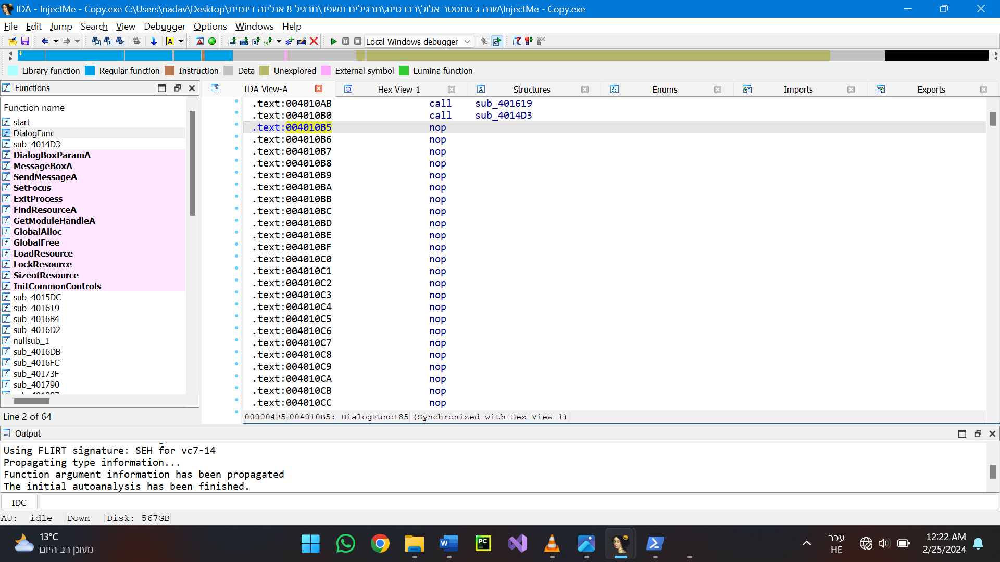 IDA - InjectMe - Copy.exe C:\Users\nadav\Desktop\שנה ג סמסטר אלול\רברסינג\תרגילים תשפד\תרגיל 8 אנליזה דינמית\InjectMe - Copy.exe
File Edit Jump Search View Debugger Options Windows Help
Local Windows debugger
Library function Regular function Instruction Data Unexplored External symbol Lumina function
Functions
IDA View-A Hex View-1 Structures Enums Imports Exports
Function name
start
DialogFunc
sub_4014D3
DialogBoxParamA
MessageBoxA
SendMessageA
SetFocus
ExitProcess
FindResourceA
GetModuleHandleA
GlobalAlloc
GlobalFree
LoadResource
LockResource
SizeofResource
InitCommonControls
sub_4015DC
sub_401619
sub_4016B4
sub_4016D2
nullsub_1
sub_4016DB
sub_4016FC
sub_40173F
sub_401790
Line 2 of 64
.text:004010AB call sub_401619
.text:004010B0 call sub_4014D3
.text:004010B5 nop
.text:004010B6 nop
.text:004010B7 nop
.text:004010B8 nop
.text:004010B9 nop
.text:004010BA nop
.text:004010BB nop
.text:004010BC nop
.text:004010BD nop
.text:004010BE nop
.text:004010BF nop
.text:004010C0 nop
.text:004010C1 nop
.text:004010C2 nop
.text:004010C3 nop
.text:004010C4 nop
.text:004010C5 nop
.text:004010C6 nop
.text:004010C7 nop
.text:004010C8 nop
.text:004010C9 nop
.text:004010CA nop
.text:004010CB nop
.text:004010CC nop
000004B5 004010B5: DialogFunc+85 (Synchronized with Hex View-1)
Output
Using FLIRT signature: SEH for vc7-14
Propagating type information...
Function argument information has been propagated
The initial autoanalysis has been finished.
IDC
AU: idle Down Disk: 567GB
13°C
מעונן רב היום
עבר
HE
12:22 AM
2/25/2024